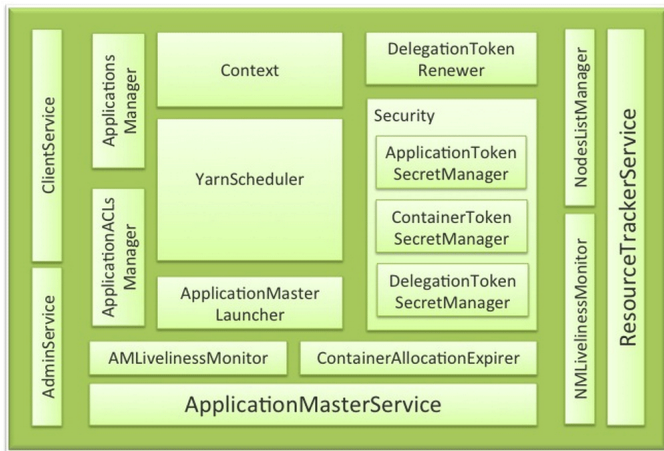 ClientService
AdminService
Applications
Manager
ApplicationACLs
Manager
Context
YarnScheduler
ApplicationMaster
Launcher
DelegationToken
Renewer
Security
ApplicationToken
SecretManager
ContainerToken
SecretManager
DelegationToken
SecretManager
AMLivelinessMonitor
ContainerAllocationExpirer
ApplicationMasterService
NodesListManager
NMLivelinessMonitor
ResourceTrackerService